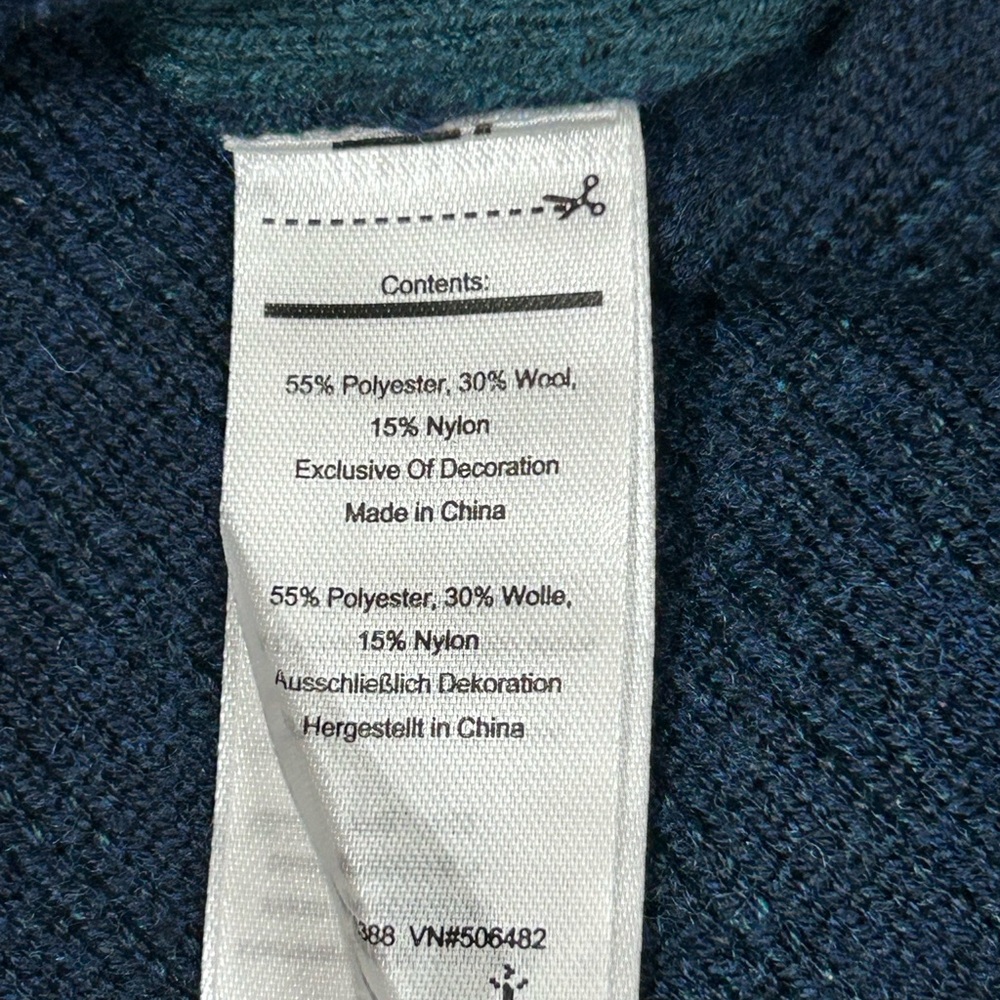 Contents:
55% Polyester, 30% Wool,
15% Nylon
Exclusive Of Decoration
Made in China
55% Polyester, 30% Wolle,
15% Nylon
Ausschließlich Dekoration
Hergestellt in China
388 VN#506482